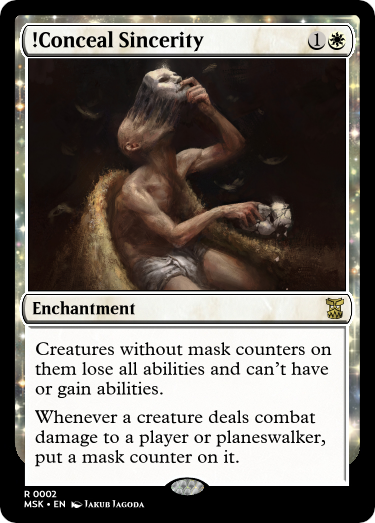 !Conceal Sincerity
1
Enchantment
Creatures without mask counters on
them lose all abilities and can't have
or gain abilities.
Whenever a creature deals combat
damage to a player or planeswalker,
put a mask counter on it.
R 0002
MSK • EN JAKUB JAGODA